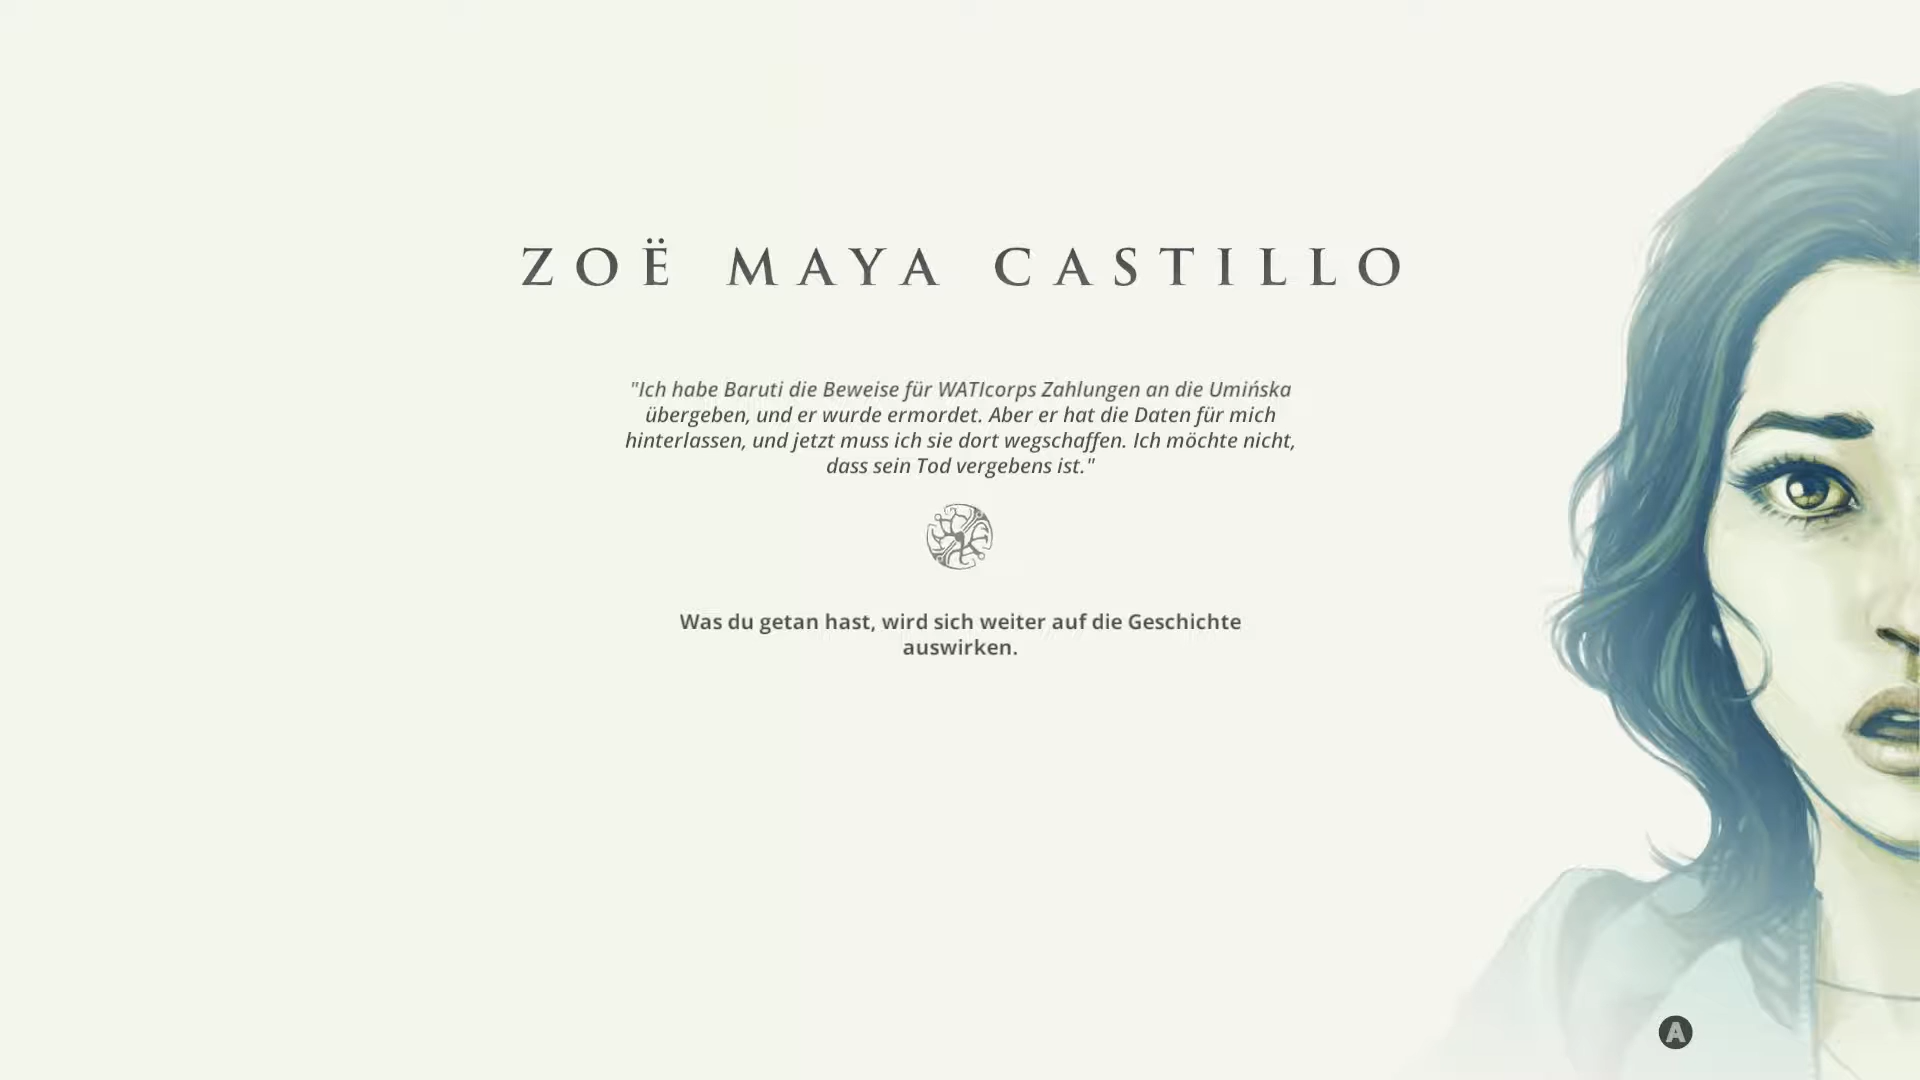 ZOË MAYA CASTILLO
"Ich habe Baruti die Beweise für WATIcorps Zahlungen an die Umińska
übergeben, und er wurde ermordet. Aber er hat die Daten für mich
hinterlassen, und jetzt muss ich sie dort wegschaffen. Ich möchte nicht,
dass sein Tod vergebens ist."
Was du getan hast, wird sich weiter auf die Geschichte
auswirken.
A